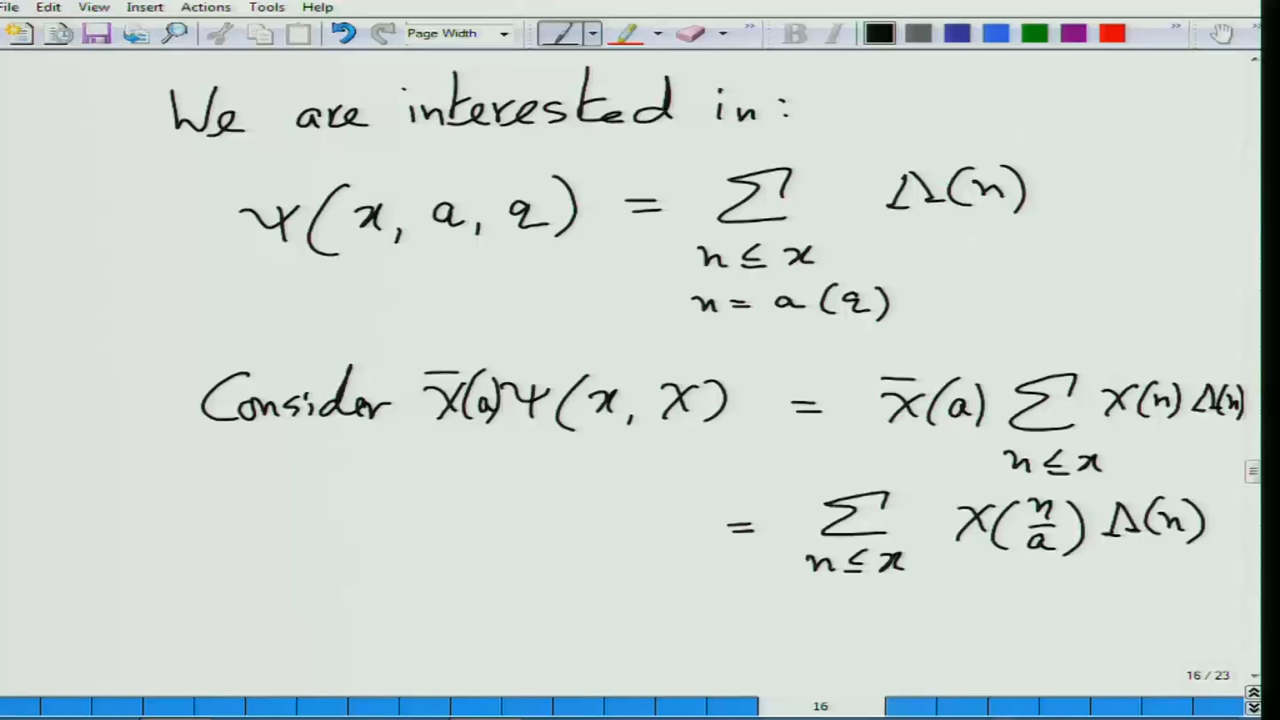 File Edit View Insert Actions Tools Help
Page Width
We are interested in:
Ψ(x, a, q) = ∑ Λ(n)
n ≤ x
n = a (q)
Consider χ̄(a)Ψ(x, χ) = χ̄(a) ∑ χ(n) Λ(n)
n ≤ x
= ∑ χ(n/a) Λ(n)
n ≤ x
16 / 23
16